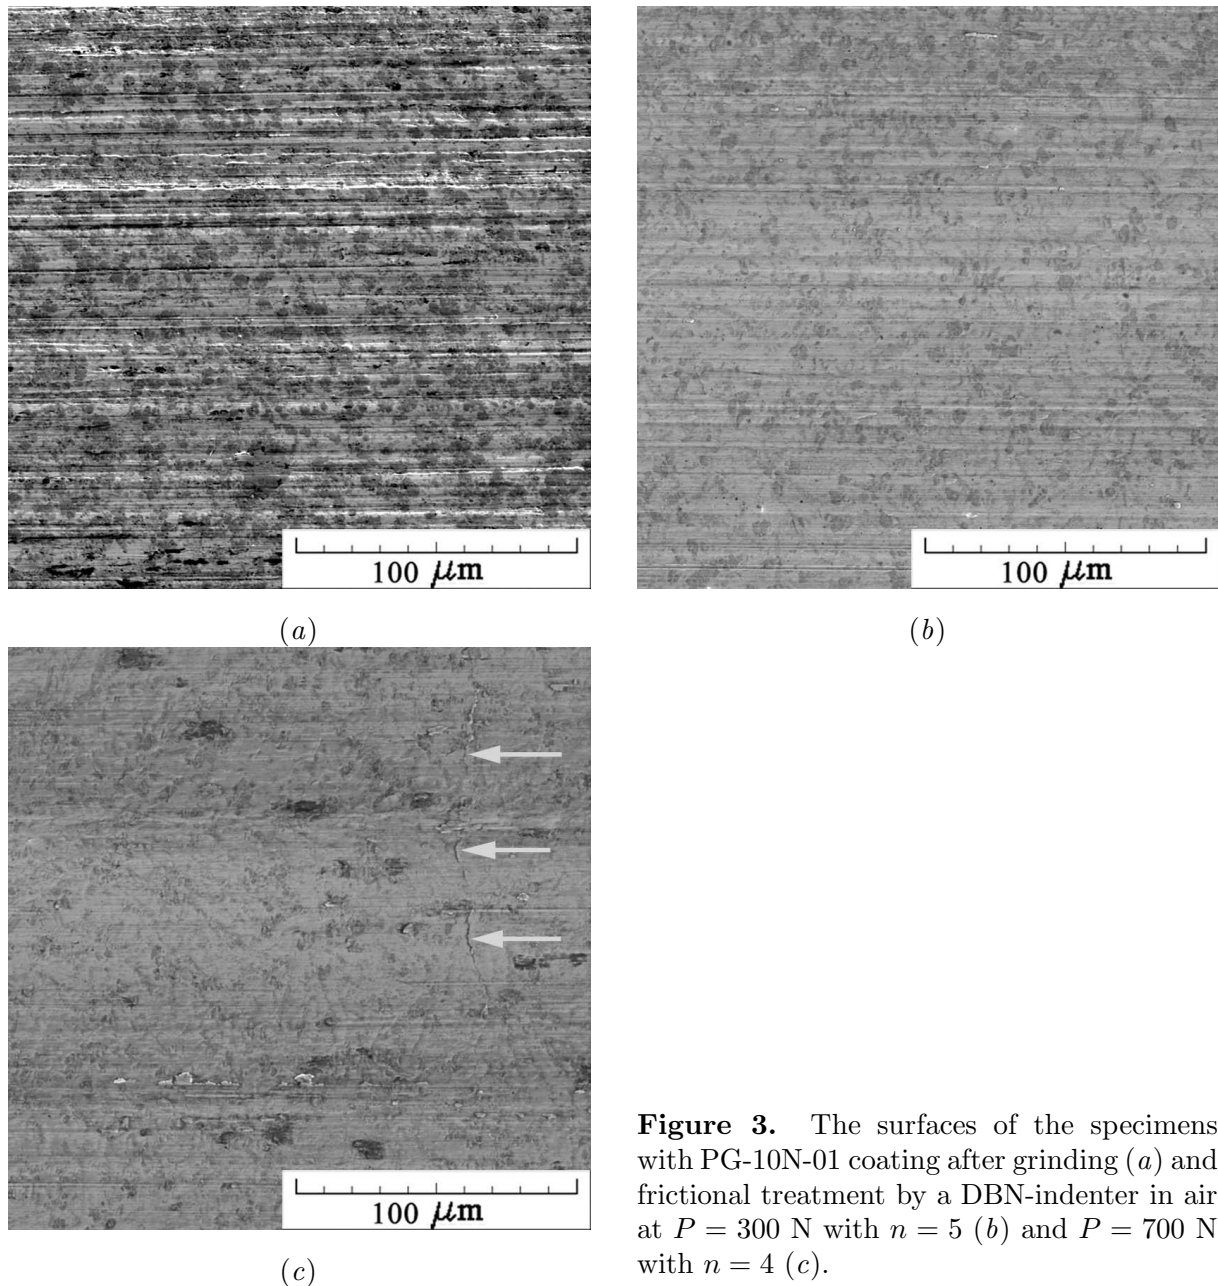 100 μm
100 μm
(a)
(b)
100 μm
(c)
Figure 3. The surfaces of the specimens
with PG-10N-01 coating after grinding (a) and
frictional treatment by a DBN-indenter in air
at P = 300 N with n = 5 (b) and P = 700 N
with n = 4 (c).